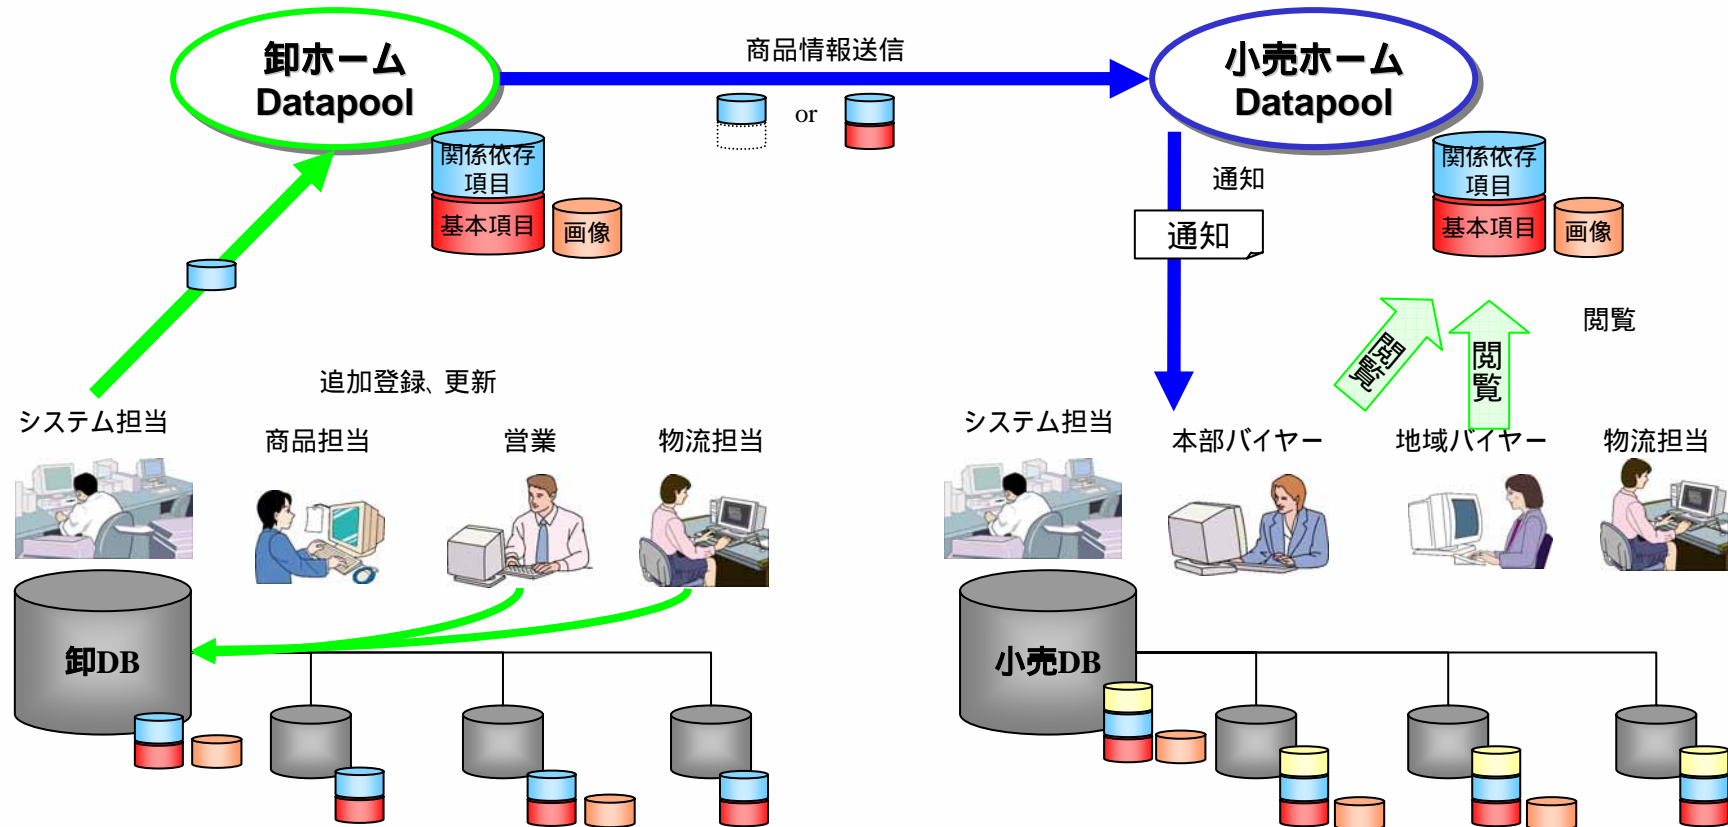 卸ホーム
Datapool
商品情報送信
or
小売ホーム
Datapool
関係依存
項目
基本項目
画像
通知
通知
関係依存
項目
基本項目
画像
閲覧
閲覧
閲覧
追加登録、更新
システム担当
商品担当
営業
物流担当
システム担当
本部バイヤー
地域バイヤー
物流担当
卸DB
小売DB